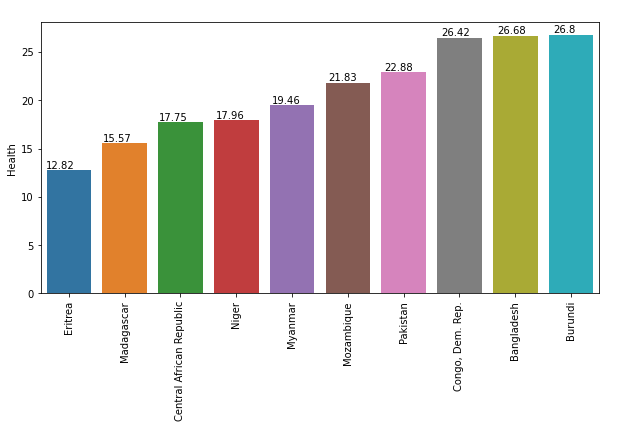 26.42
26.68
26.8
22.88
21.83
19.46
17.96
17.75
15.57
12.82
25
20
15
10
5
0
Health
Eritrea
Madagascar
Central African Republic
Niger
Myanmar
Mozambique
Pakistan
Congo, Dem. Rep.
Bangladesh
Burundi